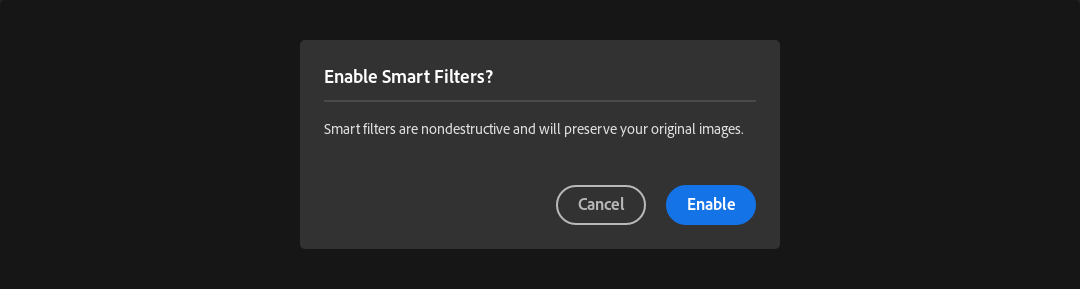 Enable Smart Filters?
Smart filters are nondestructive and will preserve your original images.
Cancel
Enable